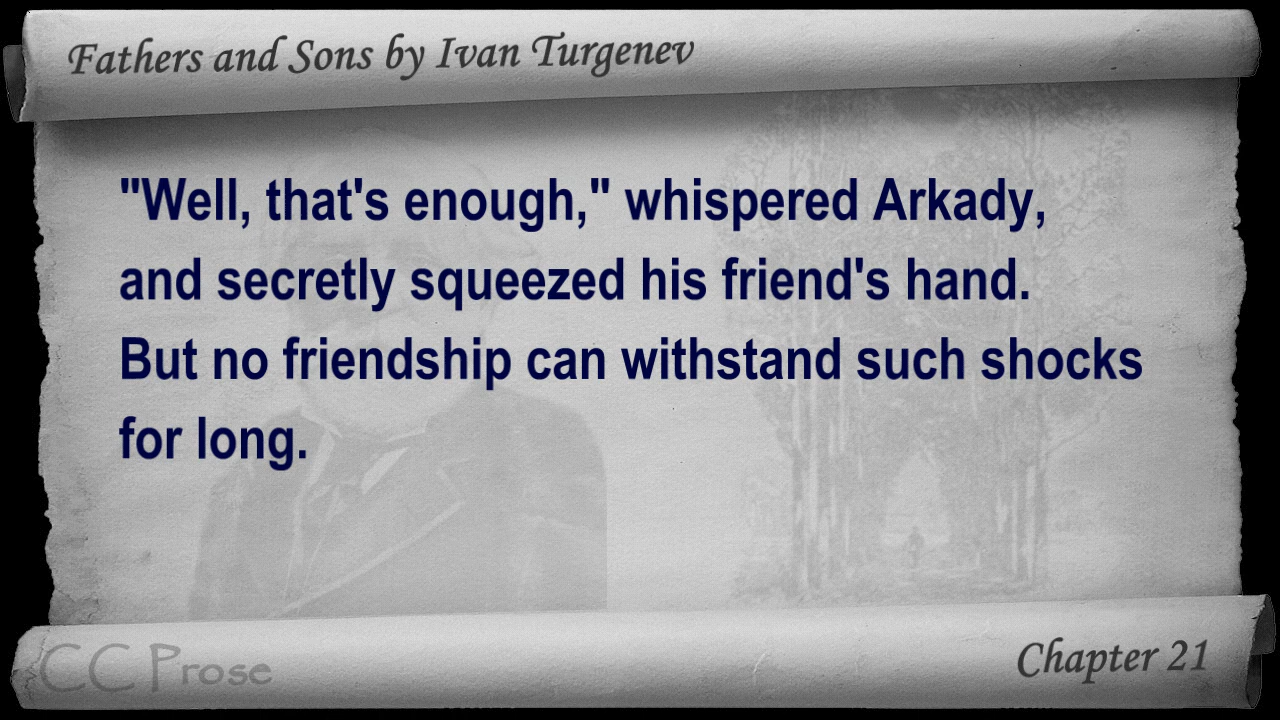 Fathers and Sons by Ivan Turgenev
"Well, that's enough," whispered Arkady,
and secretly squeezed his friend's hand.
But no friendship can withstand such shocks
for long.
CC Prose
Chapter 21